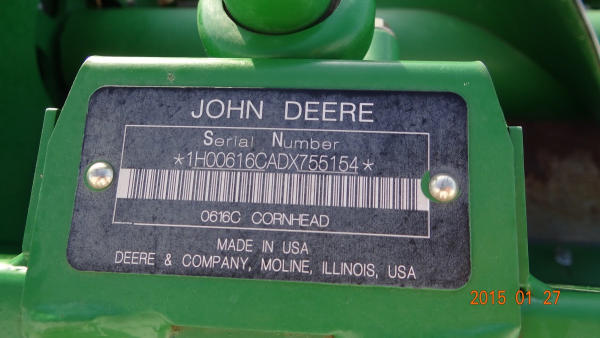 JOHN DEERE
Serial Number
*1H00616CADX755154*
0616C CORNHEAD
MADE IN USA
DEERE & COMPANY, MOLINE, ILLINOIS, USA
2015 01 27